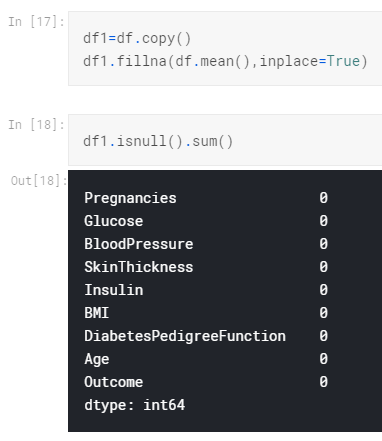 In [17]:
df1=df.copy()
df1.fillna(df.mean(),inplace=True)
In [18]:
df1.isnull().sum()
Out[18]:
Pregnancies 0
Glucose 0
BloodPressure 0
SkinThickness 0
Insulin 0
BMI 0
DiabetesPedigreeFunction 0
Age 0
Outcome 0
dtype: int64